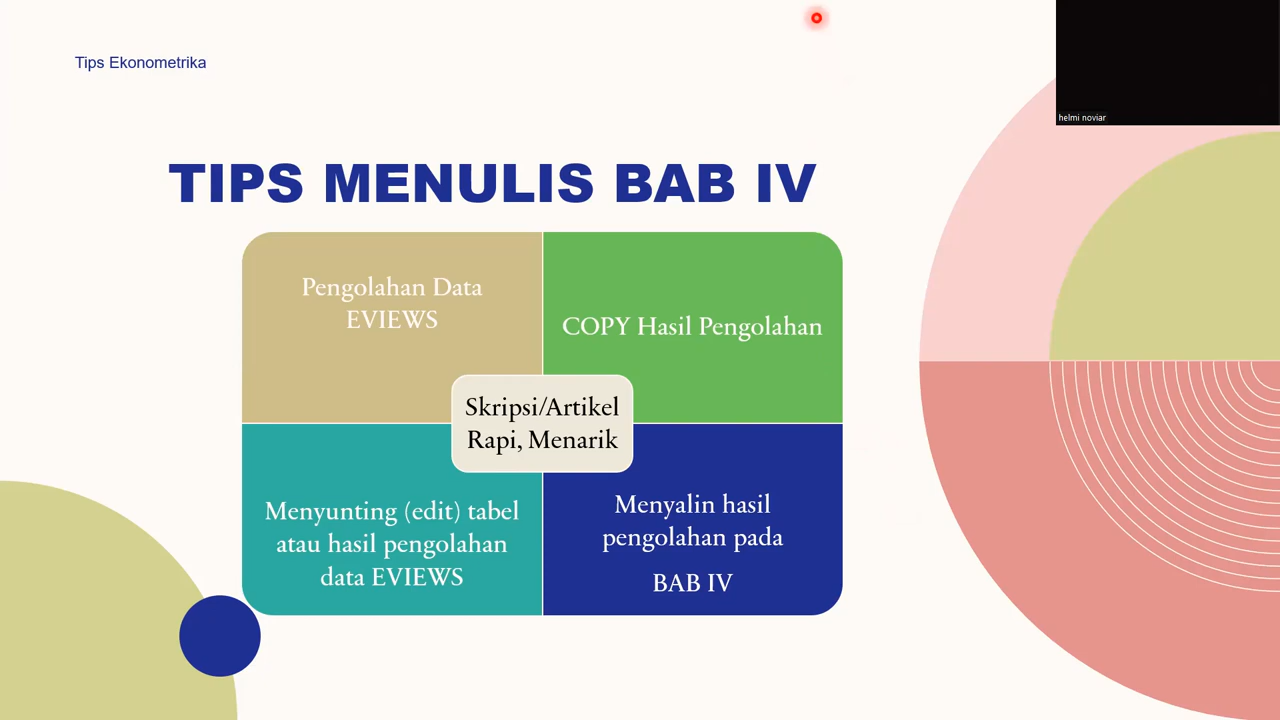 Tips Ekonometrika
helmi noviar
TIPS MENULIS BAB IV
Pengolahan Data
EVIEWS
COPY Hasil Pengolahan
Skripsi/Artikel
Rapi, Menarik
Menyunting (edit) tabel
atau hasil pengolahan
data EVIEWS
Menyalin hasil
pengolahan pada
BAB IV